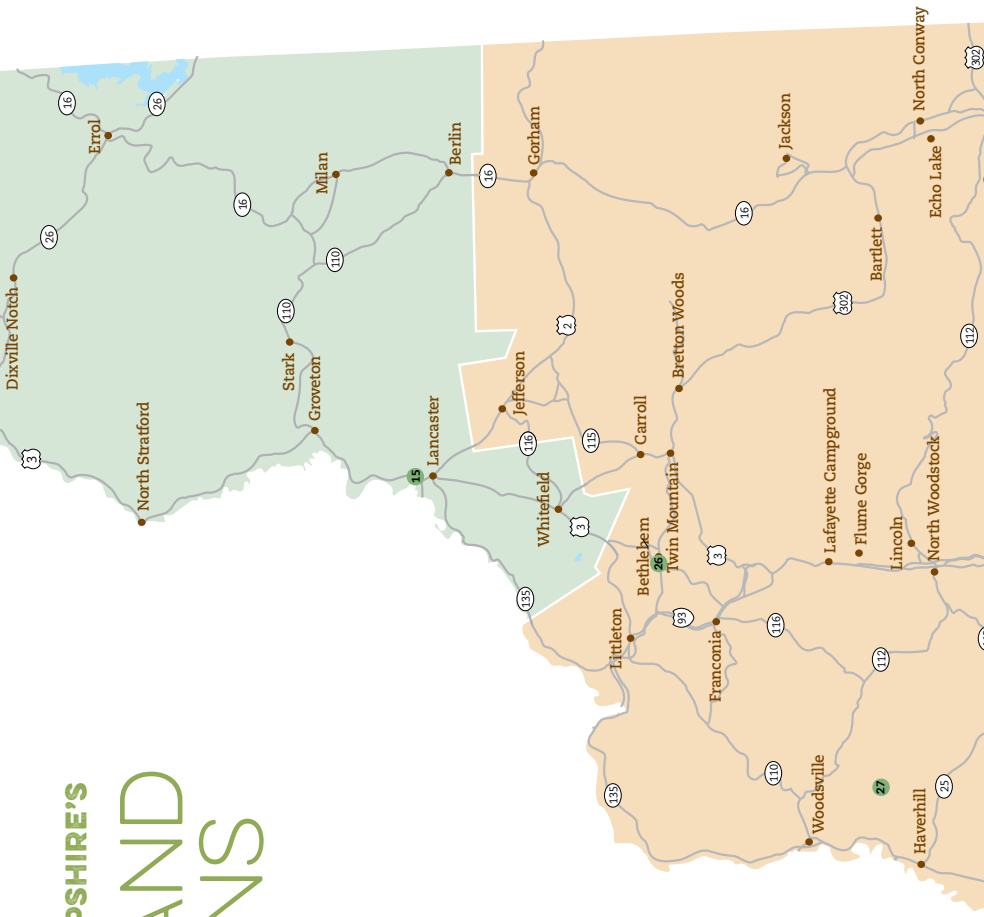 PSHIRE'S
AND
NS
Dixville Notch
3
26
16
Errol
North Stratford
26
16
Stark
110
Groveton
Milan
110
15
Lancaster
Berlin
16
Jefferson
135
116
Gorham
Whitefield
3
2
115
135
Littleton
Carroll
Bethlehem
26
Twin Mountain
Bretton Woods
93
Franconia
3
16
110
116
Jackson
Woodsville
Lafayette Campground
302
Flume Gorge
Bartlett
112
27
Lincoln
Haverhill
North Conway
North Woodstock
Echo Lake
25
112
302